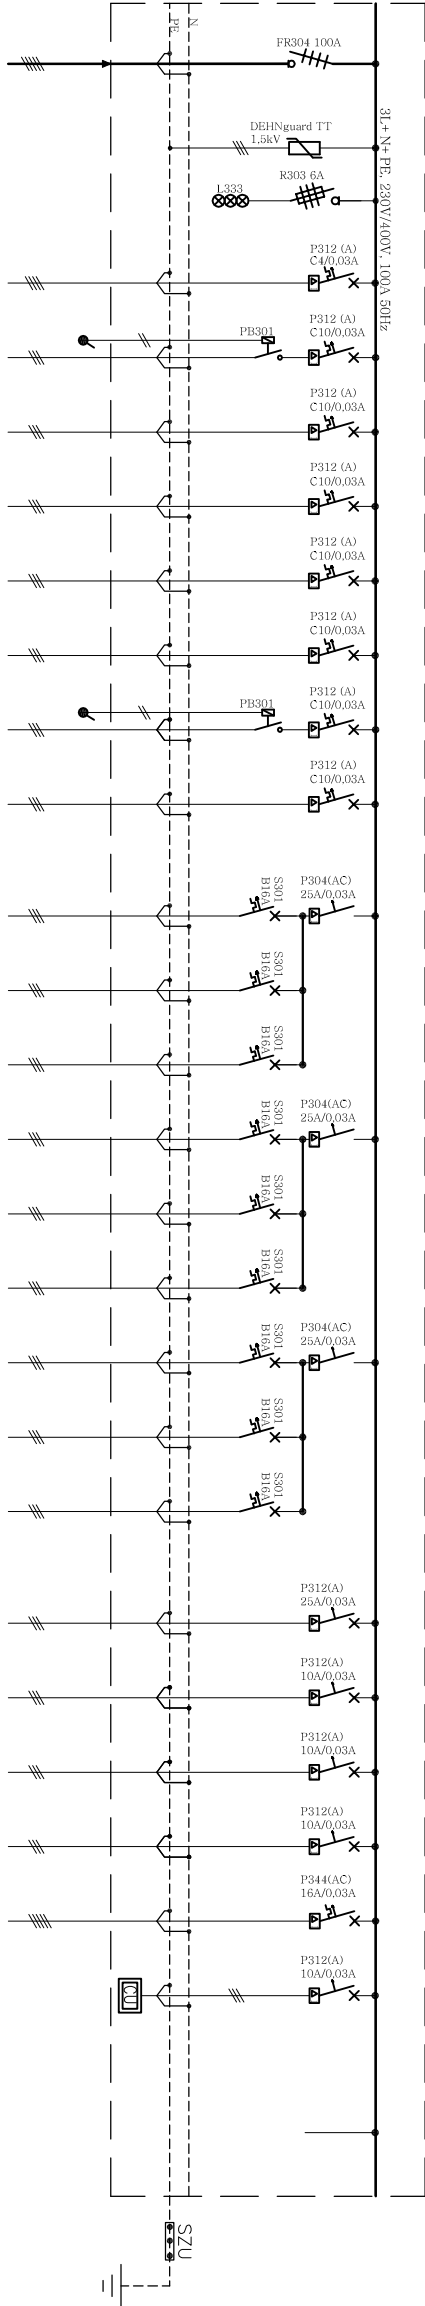 PE
N
FR304 100A
3L+ N+ PE, 230V/400V, 100A 50Hz
DEHNguard TT
1,5kV
R303 6A
L333
P312 (A)
C4/0,03A
P312 (A)
C10/0,03A
PB301
P312 (A)
C10/0,03A
P312 (A)
C10/0,03A
P312 (A)
C10/0,03A
P312 (A)
C10/0,03A
P312 (A)
C10/0,03A
PB301
P312 (A)
C10/0,03A
P304(AC)
25A/0,03A
S301
B16A
S301
B16A
S301
B16A
P304(AC)
25A/0,03A
S301
B16A
S301
B16A
S301
B16A
P304(AC)
25A/0,03A
S301
B16A
S301
B16A
S301
B16A
P312(A)
25A/0,03A
P312(A)
10A/0,03A
P312(A)
10A/0,03A
P312(A)
10A/0,03A
P344(AC)
16A/0,03A
P312(A)
10A/0,03A
CU
SZU